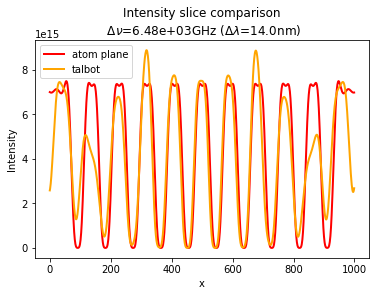 Intensity slice comparison
Δν=6.48e+03GHz (Δλ=14.0nm)
1e15
atom plane
talbot
8
6
4
2
0
Intensity
0 200 400 600 800 1000
x